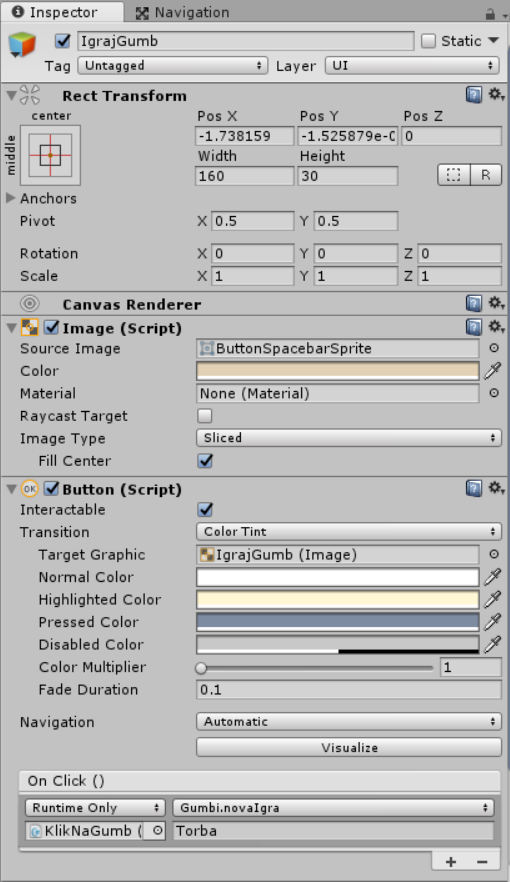 Inspector Navigation
IgrajGumb Static
Tag Untagged Layer UI
Rect Transform
center Pos X Pos Y Pos Z
middle -1.738159 -1.525879e-0 0
Width Height
160 30
R
Anchors
Pivot X 0.5 Y 0.5
Rotation X 0 Y 0 Z 0
Scale X 1 Y 1 Z 1
Canvas Renderer
Image (Script)
Source Image ButtonSpacebarSprite
Color
Material None (Material)
Raycast Target
Image Type Sliced
Fill Center
OK Button (Script)
Interactable
Transition Color Tint
Target Graphic IgrajGumb (Image)
Normal Color
Highlighted Color
Pressed Color
Disabled Color
Color Multiplier 1
Fade Duration 0.1
Navigation Automatic
Visualize
On Click ()
Runtime Only Gumbi.novaIgra
KlikNaGumb ( Torba
+ −